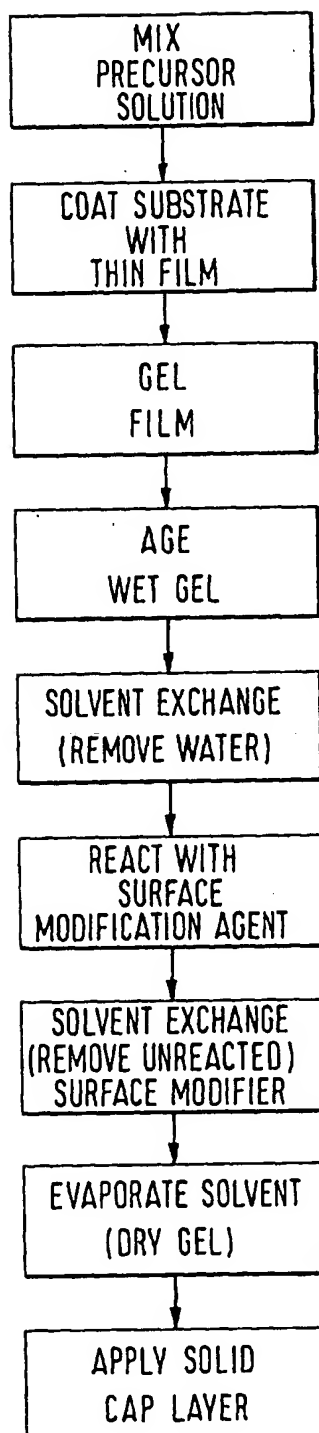 MIX
PRECURSOR
SOLUTION
COAT SUBSTRATE
WITH
THIN FILM
GEL
FILM
AGE
WET GEL
SOLVENT EXCHANGE
(REMOVE WATER)
REACT WITH
SURFACE
MODIFICATION AGENT
SOLVENT EXCHANGE
(REMOVE UNREACTED)
SURFACE MODIFIER
EVAPORATE SOLVENT
(DRY GEL)
APPLY SOLID
CAP LAYER